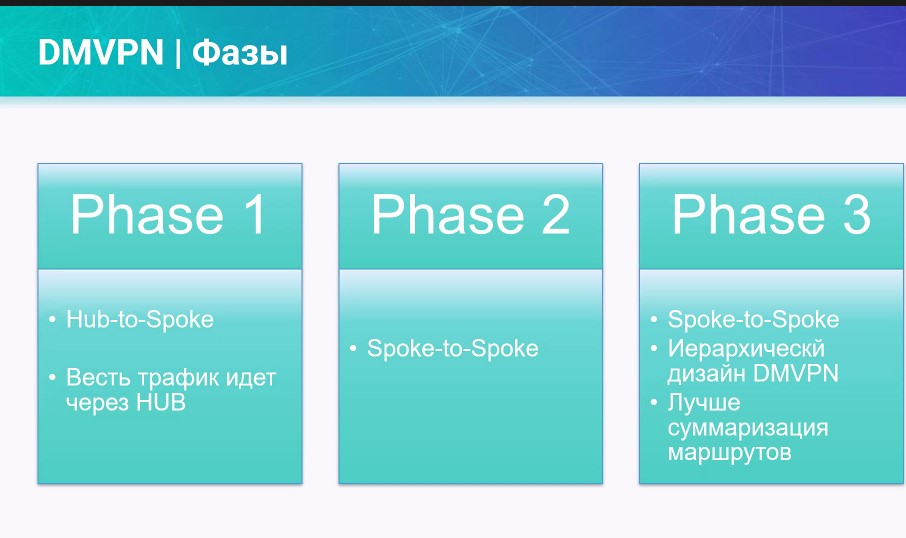 DMVPN | Фазы
Phase 1
• Hub-to-Spoke
• Весть трафик идет
через HUB
Phase 2
• Spoke-to-Spoke
Phase 3
• Spoke-to-Spoke
• Иерархическй
дизайн DMVPN
• Лучше
суммаризация
маршрутов